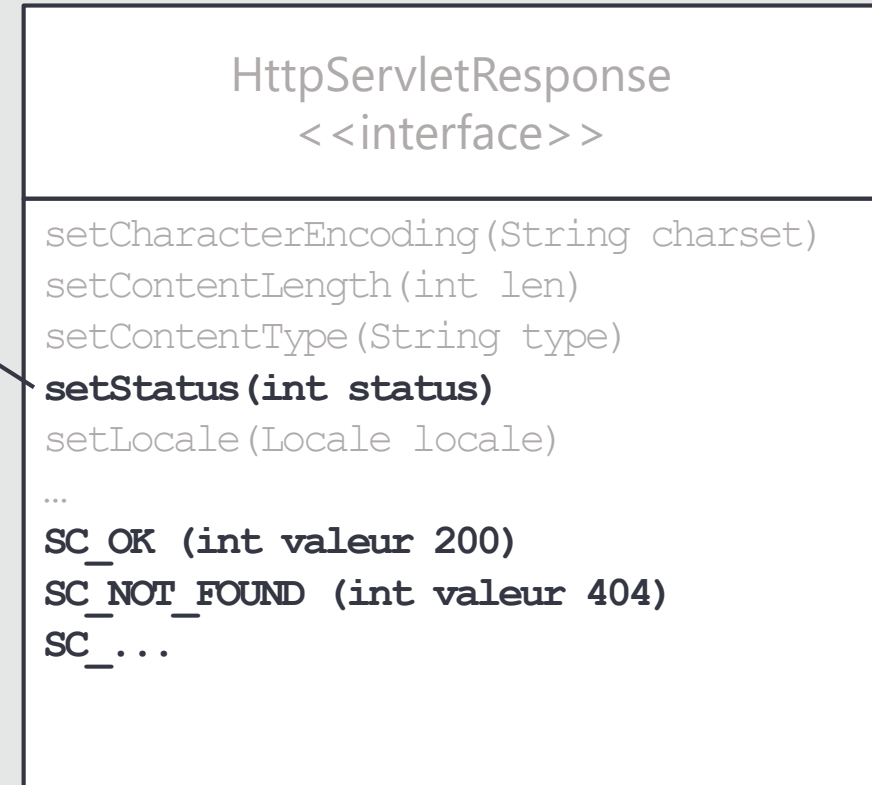 HttpServletResponse
<<interface>>
setCharacterEncoding(String charset)
setContentLength(int len)
setContentType(String type)
setStatus(int status)
setLocale(Locale locale)
…
SC_OK (int valeur 200)
SC_NOT_FOUND (int valeur 404)
SC_...